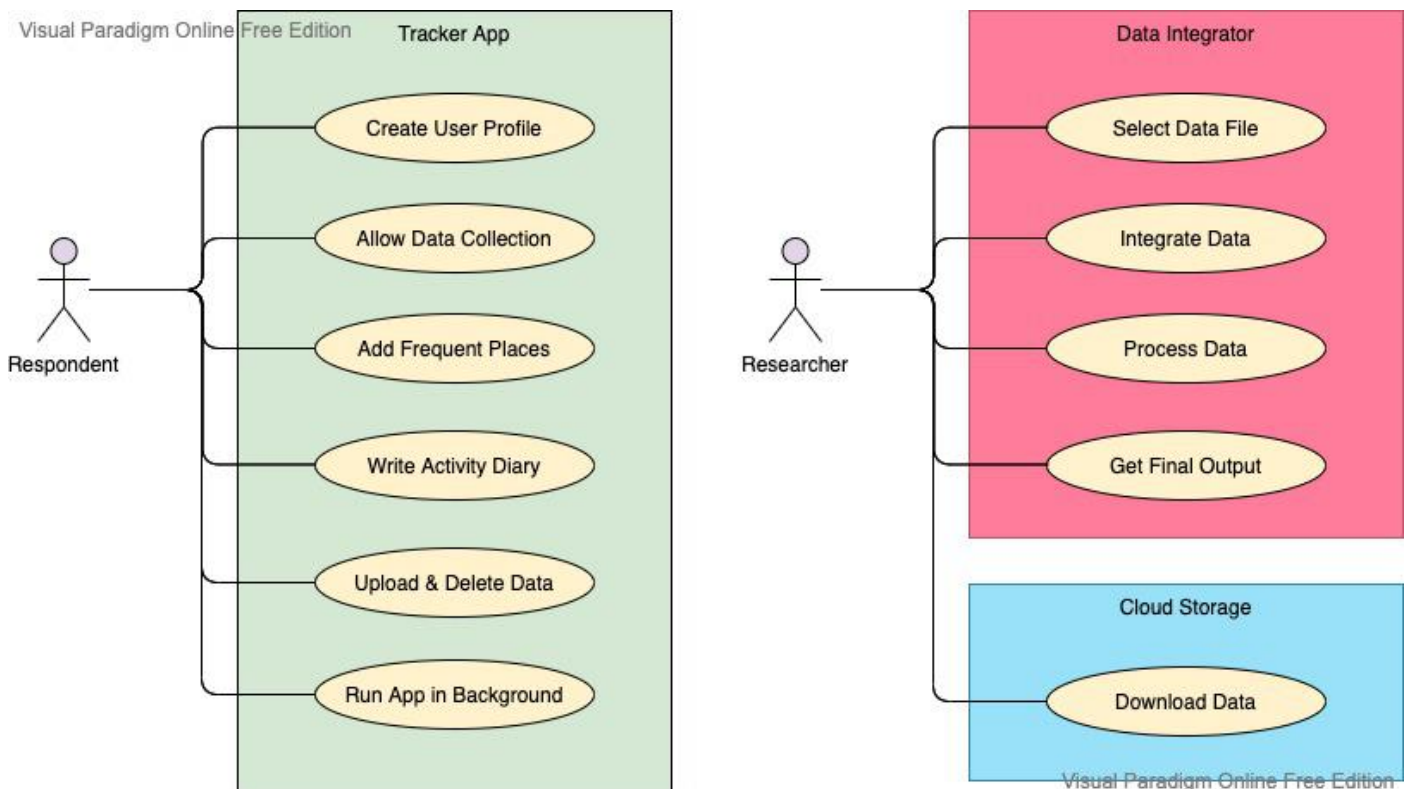 Visual Paradigm Online Free Edition
Tracker App
Create User Profile
Allow Data Collection
Add Frequent Places
Write Activity Diary
Upload & Delete Data
Run App in Background
Respondent
Data Integrator
Select Data File
Integrate Data
Process Data
Get Final Output
Researcher
Cloud Storage
Download Data
Visual Paradigm Online Free Edition